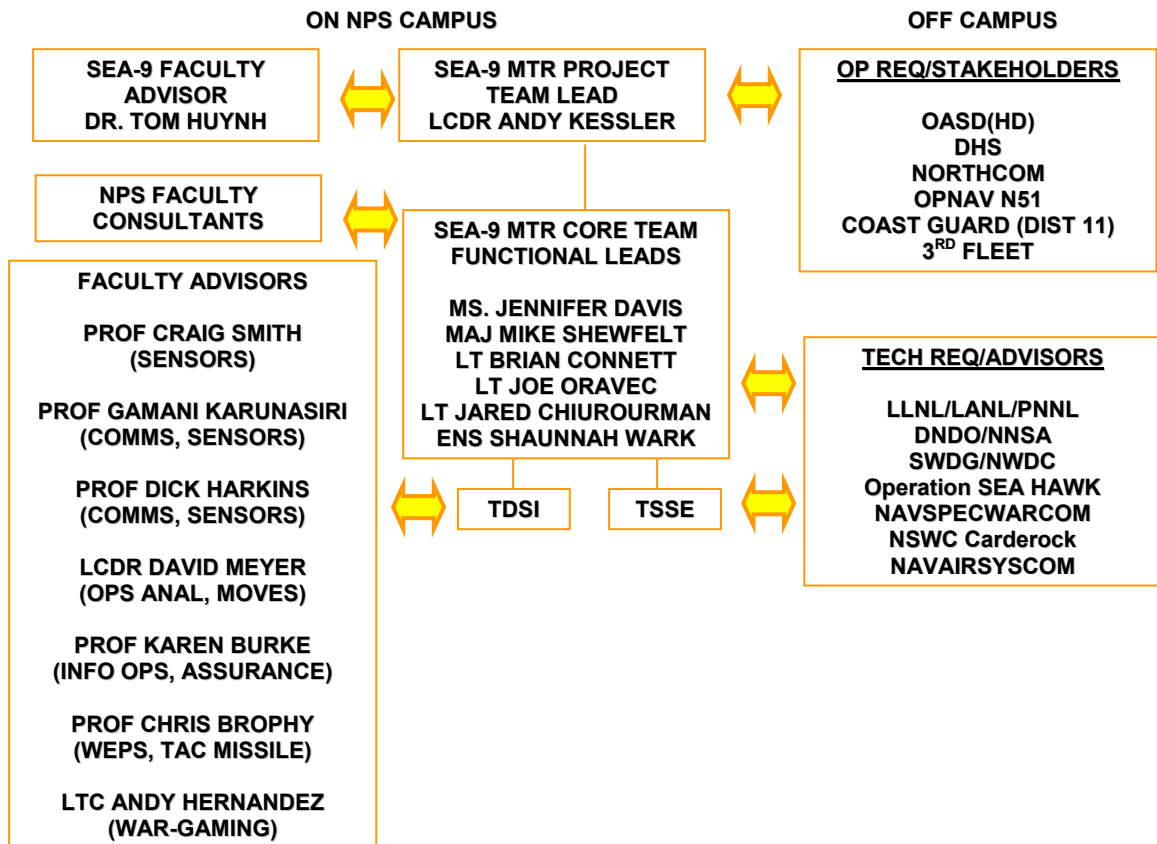 ON NPS CAMPUS
OFF CAMPUS
SEA-9 FACULTY
ADVISOR
DR. TOM HUYNH
SEA-9 MTR PROJECT
TEAM LEAD
LCDR ANDY KESSLER
OP REQ/STAKEHOLDERS
OASD(HD)
DHS
NORTHCOM
OPNAV N51
COAST GUARD (DIST 11)
3RD FLEET
NPS FACULTY
CONSULTANTS
SEA-9 MTR CORE TEAM
FUNCTIONAL LEADS
MS. JENNIFER DAVIS
MAJ MIKE SHEWFELT
LT BRIAN CONNETT
LT JOE ORAVEC
LT JARED CHIUROURMAN
ENS SHAUNNAH WARK
FACULTY ADVISORS
PROF CRAIG SMITH
(SENSORS)
PROF GAMANI KARUNASIRI
(COMMS, SENSORS)
PROF DICK HARKINS
(COMMS, SENSORS)
LCDR DAVID MEYER
(OPS ANAL, MOVES)
PROF KAREN BURKE
(INFO OPS, ASSURANCE)
PROF CHRIS BROPHY
(WEPS, TAC MISSILE)
LTC ANDY HERNANDEZ
(WAR-GAMING)
TDSI
TSSE
TECH REQ/ADVISORS
LLNL/LANL/PNNL
DNDO/NNSA
SWDG/NWDC
Operation SEA HAWK
NAVSPECWARCOM
NSWC Carderock
NAVAIRSYSCOM